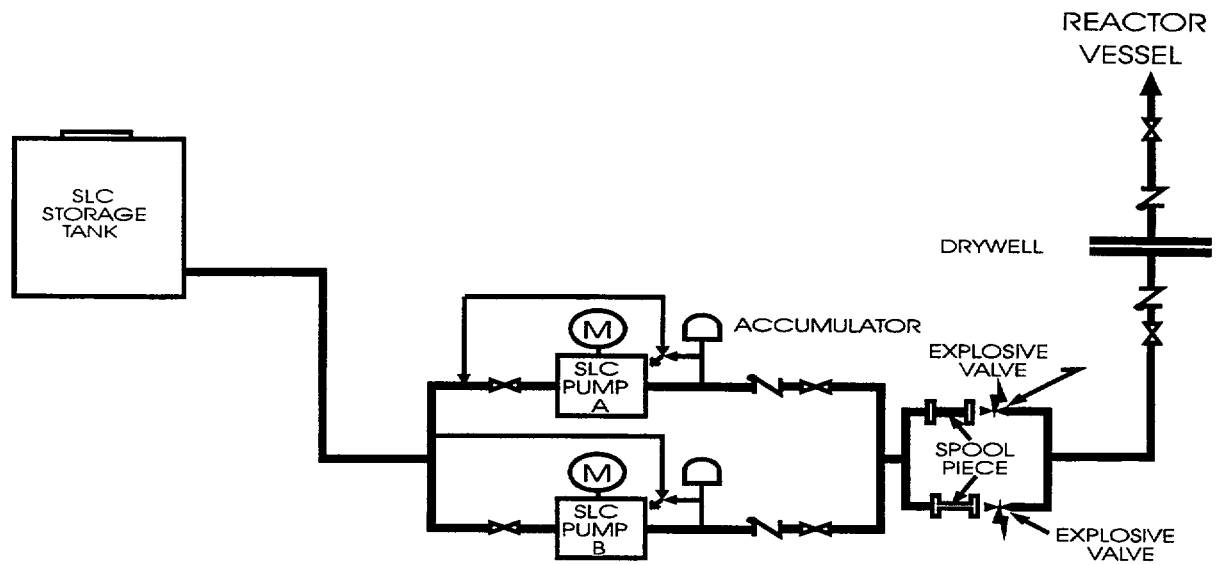 REACTOR
VESSEL
SLC
STORAGE
TANK
DRYWELL
M
ACCUMULATOR
SLC
PUMP
A
EXPLOSIVE
VALVE
SPOOL
PIECE
M
SLC
PUMP
B
EXPLOSIVE
VALVE